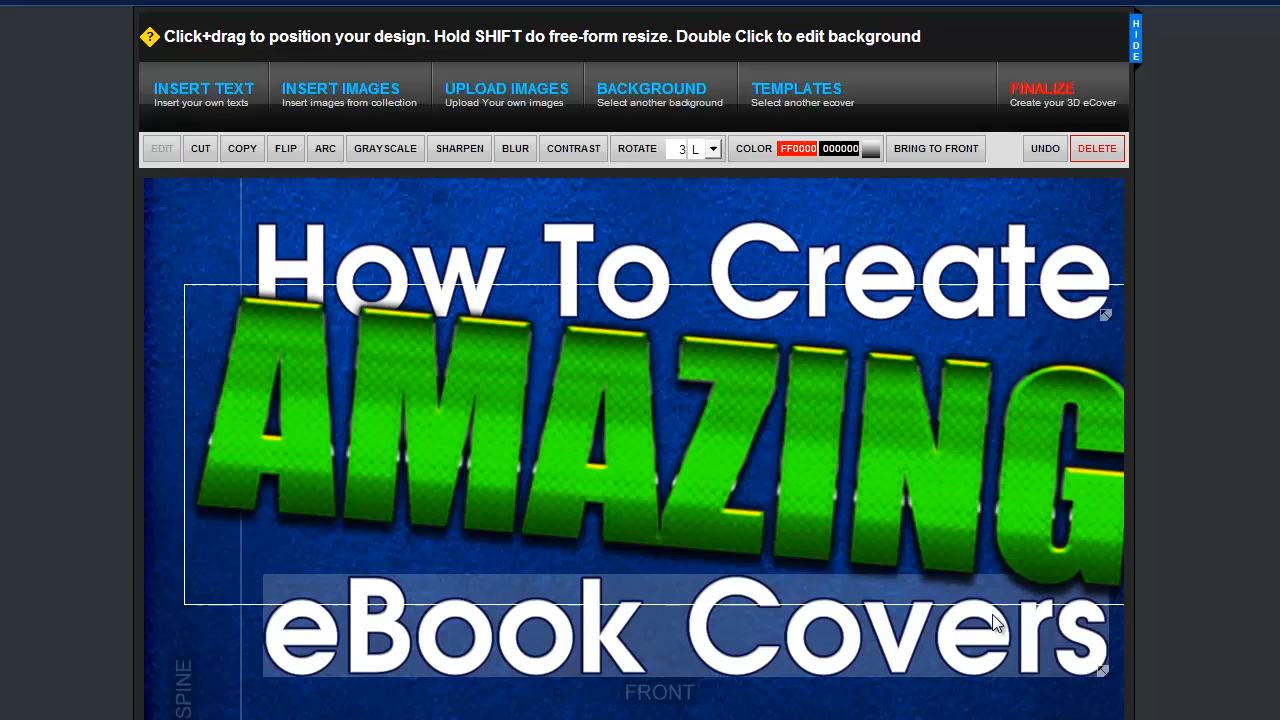 Click+drag to position your design. Hold SHIFT do free-form resize. Double Click to edit background
HIDE
INSERT TEXT INSERT IMAGES UPLOAD IMAGES BACKGROUND TEMPLATES FINALIZE
Insert your own texts Insert images from collection Upload Your own images Select another background Select another ecover Create your 3D eCover
EDIT CUT COPY FLIP ARC GRAYSCALE SHARPEN BLUR CONTRAST ROTATE 3 L COLOR FF0000 000000 BRING TO FRONT UNDO DELETE
How To Create
AMAZING
eBook Covers
SPINE
FRONT